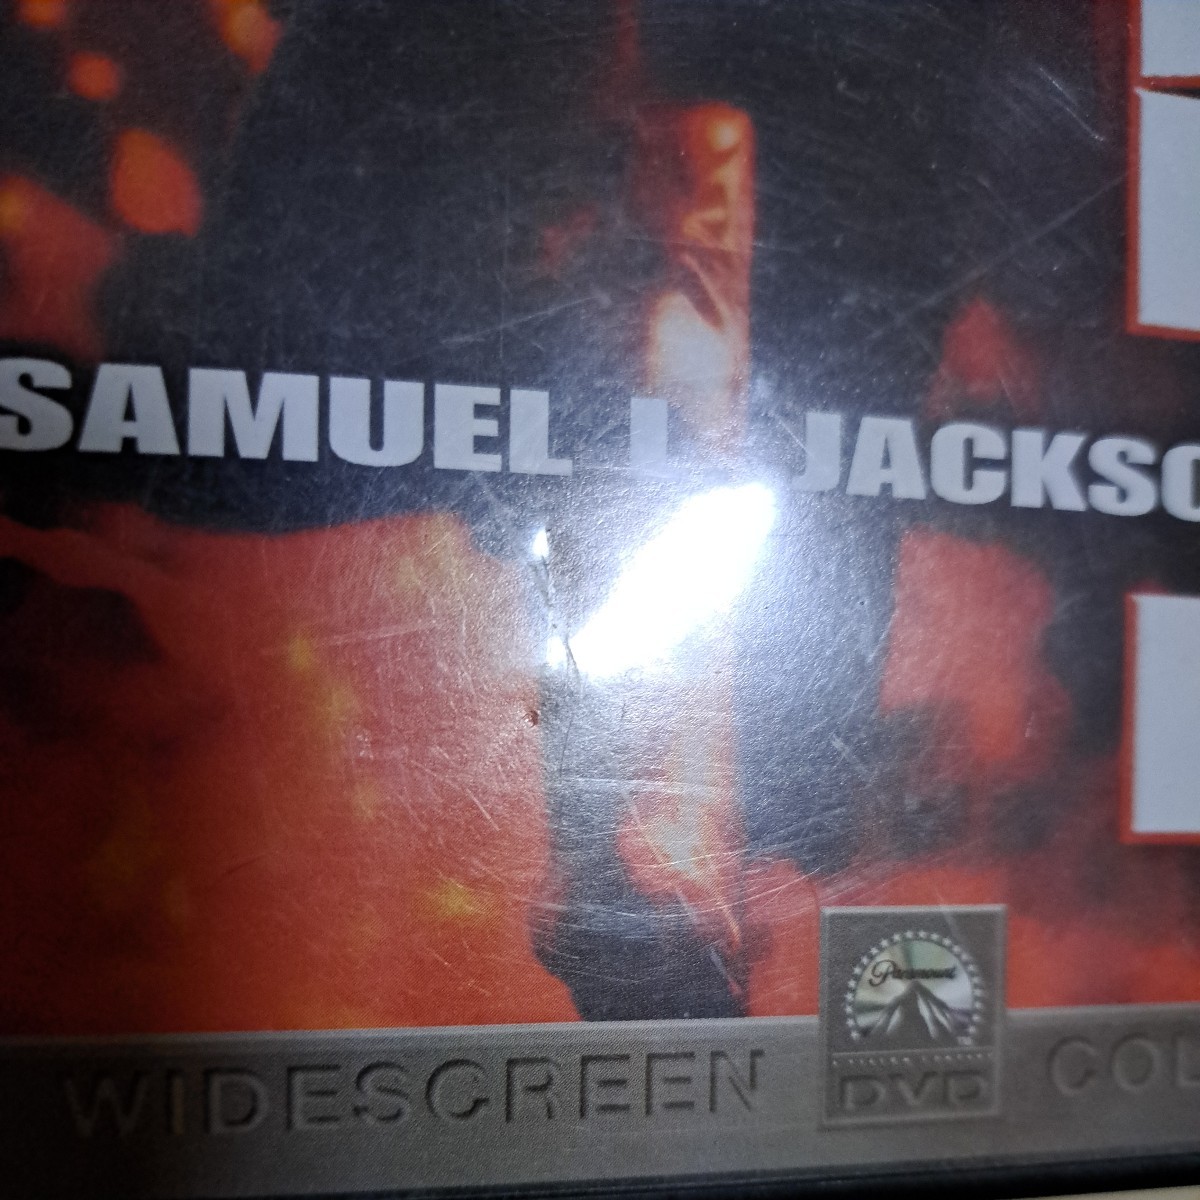 SAMUEL L. JACKSO
Paramount
DVD
WIDESCREEN COL